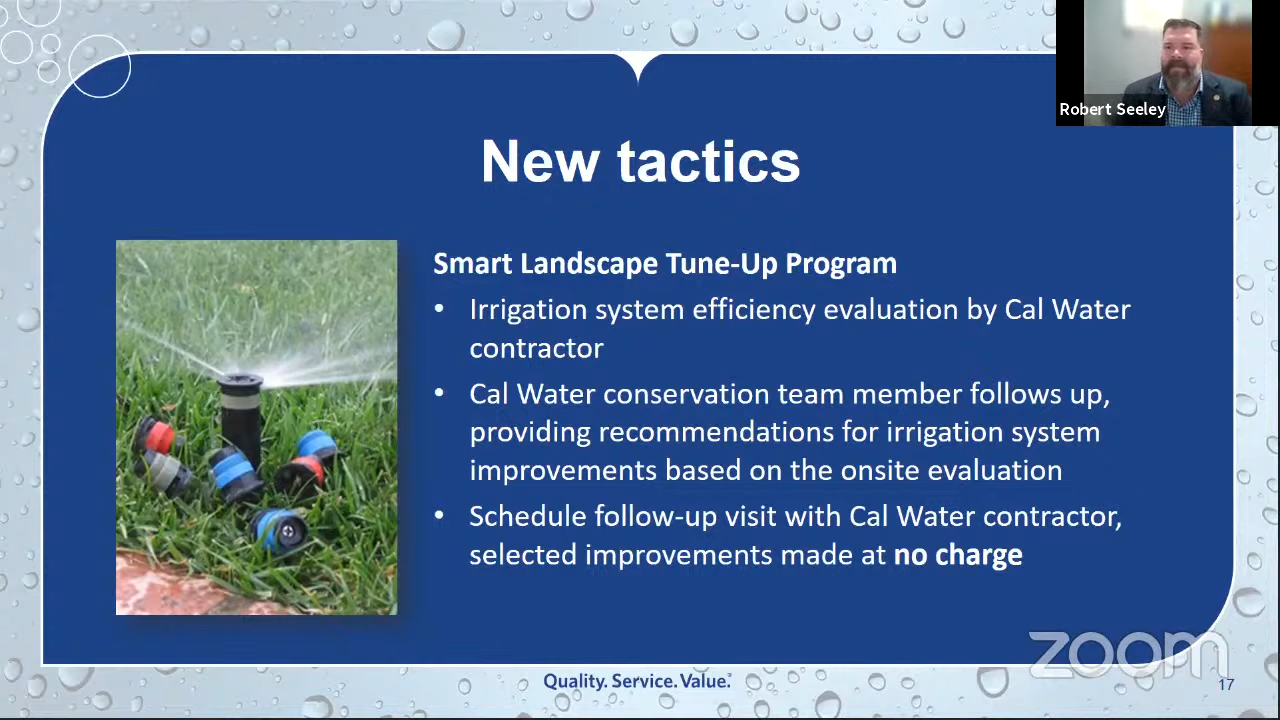 Robert Seeley
New tactics
Smart Landscape Tune-Up Program
• Irrigation system efficiency evaluation by Cal Water
contractor
• Cal Water conservation team member follows up,
providing recommendations for irrigation system
improvements based on the onsite evaluation
• Schedule follow-up visit with Cal Water contractor,
selected improvements made at no charge
zoom
Quality. Service. Value.
17